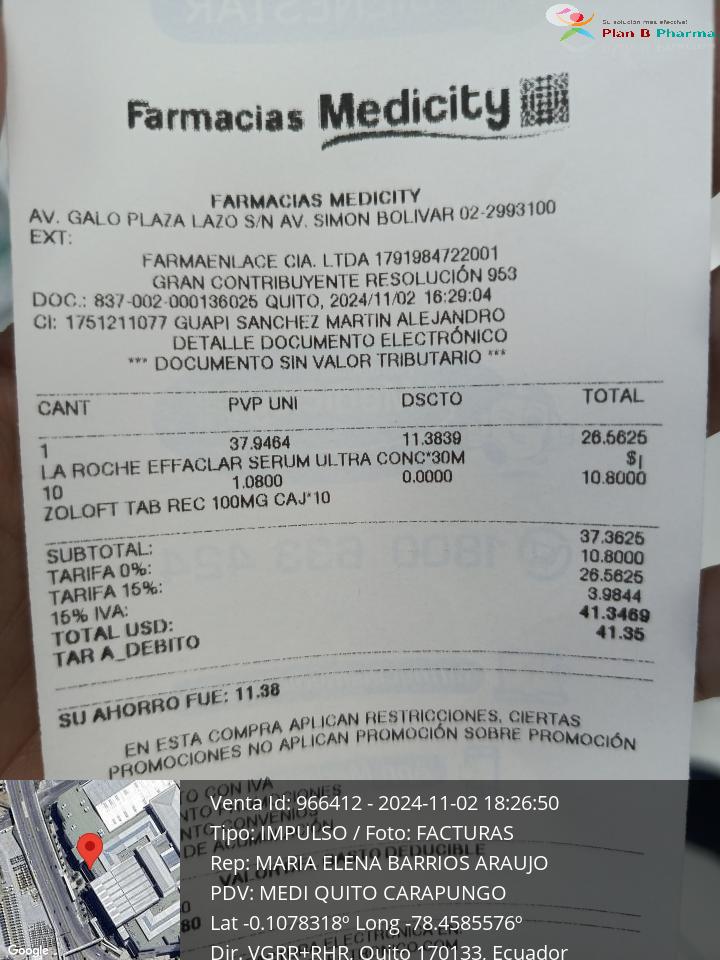 Su solución más efectiva!
Plan B Pharma
Farmacias Medicity
FARMACIAS MEDICITY
AV. GALO PLAZA LAZO S/N AV. SIMON BOLIVAR 02-2993100
EXT:
FARMAENLACE CIA. LTDA 1791984722001
GRAN CONTRIBUYENTE RESOLUCIÓN 953
DOC.: 837-002-000136025 QUITO, 2024/11/02 16:29:04
CI: 1751211077 GUAPI SANCHEZ MARTIN ALEJANDRO
DETALLE DOCUMENTO ELECTRÓNICO
*** DOCUMENTO SIN VALOR TRIBUTARIO ***
CANT PVP UNI DSCTO TOTAL
1 37.9464 11.3839 26.5625
LA ROCHE EFFACLAR SERUM ULTRA CONC*30M $|
10 1.0800 0.0000 10.8000
ZOLOFT TAB REC 100MG CAJ*10
SUBTOTAL: 37.3625
TARIFA 0%: 10.8000
TARIFA 15%: 26.5625
15% IVA: 3.9844
TOTAL USD: 41.3469
TAR A_DEBITO 41.35
SU AHORRO FUE: 11.38
EN ESTA COMPRA APLICAN RESTRICCIONES, CIERTAS
PROMOCIONES NO APLICAN PROMOCIÓN SOBRE PROMOCIÓN
CON IVA
Venta Id: 966412 - 2024-11-02 18:26:50
Tipo: IMPULSO / Foto: FACTURAS
Rep: MARIA ELENA BARRIOS ARAUJO
PDV: MEDI QUITO CARAPUNGO
Lat -0.1078318º Long -78.4585576º
Dir. VGRR+RHR, Quito 170133, Ecuador
Google